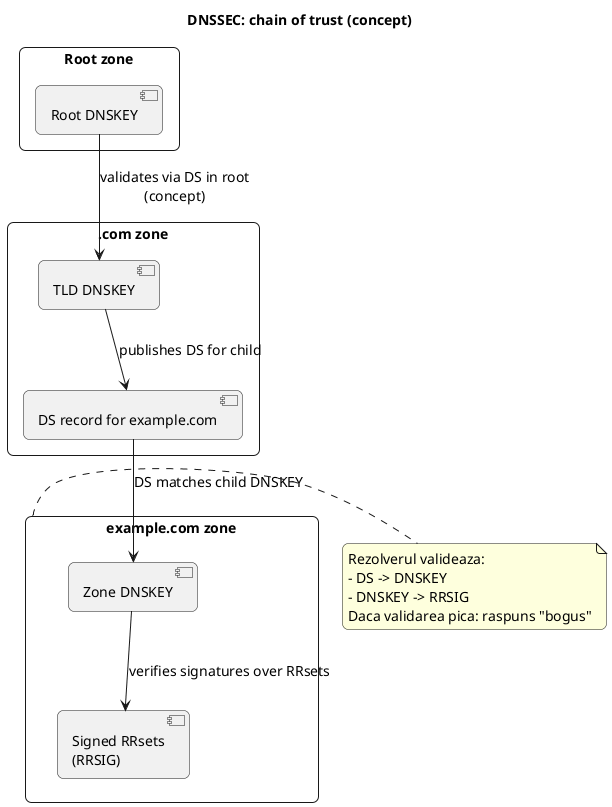 DNSSEC: chain of trust (concept)
Root zone
Root DNSKEY
validates via DS in root
(concept)
.com zone
TLD DNSKEY
publishes DS for child
DS record for example.com
DS matches child DNSKEY
example.com zone
Zone DNSKEY
verifies signatures over RRsets
Signed RRsets
(RRSIG)
Rezolverul valideaza:
- DS -> DNSKEY
- DNSKEY -> RRSIG
Daca validarea pica: raspuns "bogus"